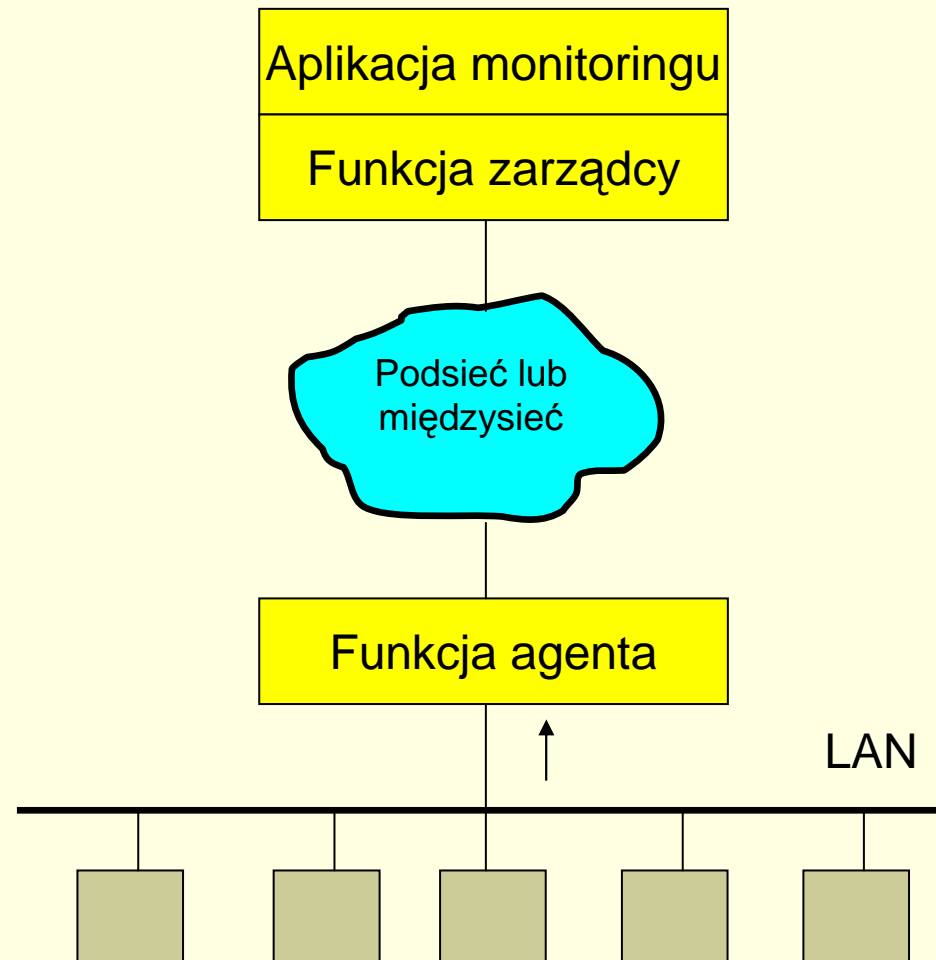 Aplikacja monitoringu
Funkcja zarządcy
Podsieć lub
międzysieć
Funkcja agenta
LAN